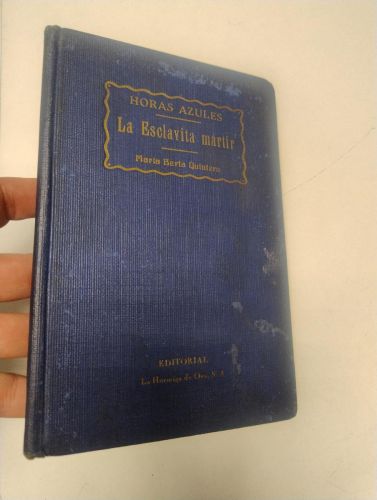 HORAS AZULES
La Esclavita mártir
María Berta Quintero
EDITORIAL
La Hormiga de Oro, S. A.